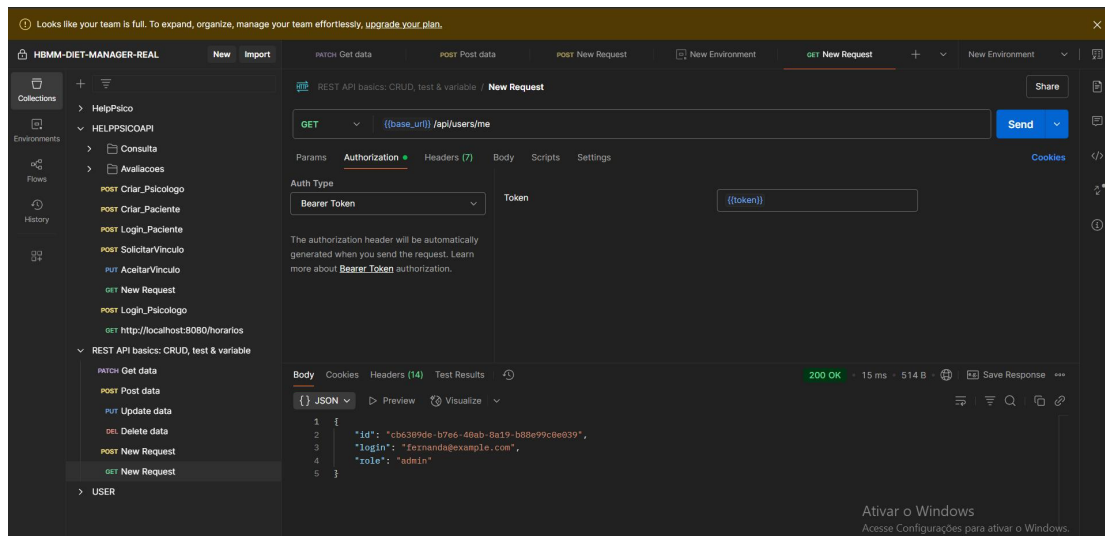 Looks like your team is full. To expand, organize, manage your team effortlessly, upgrade your plan.
HBMM-DIET-MANAGER-REAL New Import
PATCH Get data POST Post data POST New Request New Environment GET New Request New Environment
Collections
Environments
Flows
History
HelpPsico
HELPPSICOAPI
Consulta
Avaliacoes
POST Criar_Psicologo
POST Criar_Paciente
POST Login_Paciente
POST SolicitarVinculo
PUT AceitarVinculo
GET New Request
POST Login_Psicologo
GET http://localhost:8080/horarios
REST API basics: CRUD, test & variable
PATCH Get data
POST Post data
PUT Update data
DEL Delete data
POST New Request
GET New Request
USER
HTTP REST API basics: CRUD, test & variable / New Request Share
GET {{base_url}} /api/users/me Send
Params Authorization Headers (7) Body Scripts Settings Cookies
Auth Type
Bearer Token
Token {{token}}
The authorization header will be automatically
generated when you send the request. Learn
more about Bearer Token authorization.
Body Cookies Headers (14) Test Results 200 OK 15 ms 514 B Save Response
{} JSON Preview Visualize
1 {
2 "id": "cb6309de-b7e6-40ab-8a19-b88e99c0e039",
3 "login": "fernanda@example.com",
4 "role": "admin"
5 }
Ativar o Windows
Acesse Configurações para ativar o Windows.